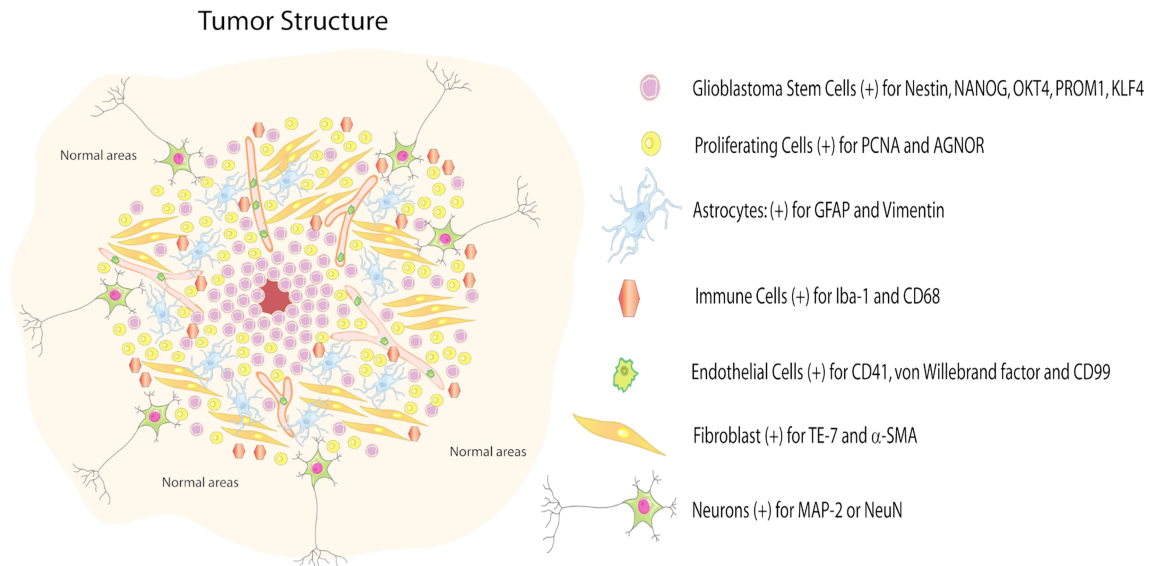 Tumor Structure
Normal areas
Normal areas
Normal areas
Glioblastoma Stem Cells (+) for Nestin, NANOG, OKT4, PROM1, KLF4
Proliferating Cells (+) for PCNA and AGNOR
Astrocytes: (+) for GFAP and Vimentin
Immune Cells (+) for Iba-1 and CD68
Endothelial Cells (+) for CD41, von Willebrand factor and CD99
Fibroblast (+) for TE-7 and α-SMA
Neurons (+) for MAP-2 or NeuN